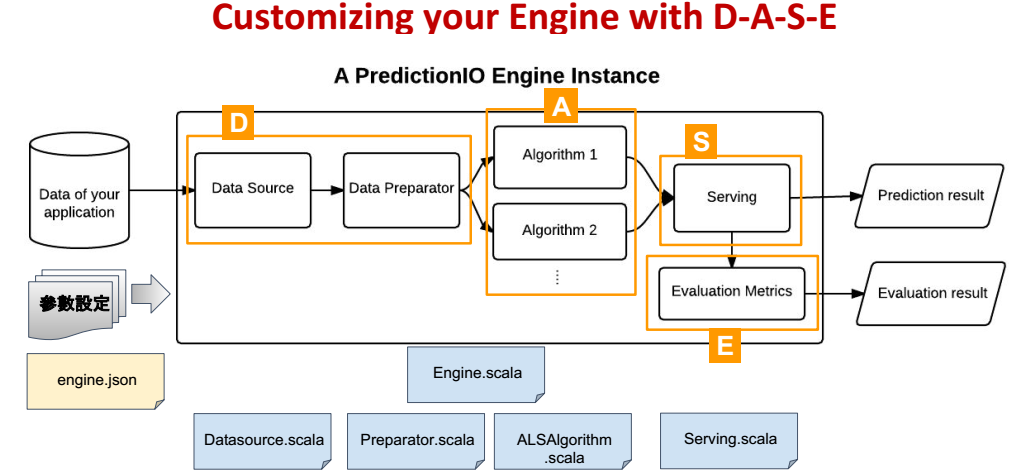 Customizing your Engine with D-A-S-E
A PredictionIO Engine Instance
D
A
S
Data of your
application
Data Source
Data Preparator
Algorithm 1
Algorithm 2
Serving
Prediction result
Evaluation Metrics
Evaluation result
E
參數設定
engine.json
Engine.scala
Datasource.scala
Preparator.scala
ALSAlgorithm
.scala
Serving.scala